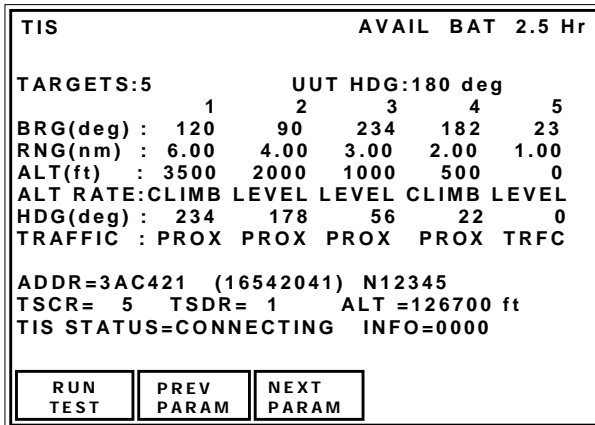 TIS AVAIL BAT 2.5 Hr
TARGETS:5 UUT HDG:180 deg
1 2 3 4 5
BRG(deg) : 120 90 234 182 23
RNG(nm) : 6.00 4.00 3.00 2.00 1.00
ALT(ft) : 3500 2000 1000 500 0
ALT RATE:CLIMB LEVEL LEVEL CLIMB LEVEL
HDG(deg) : 234 178 56 22 0
TRAFFIC : PROX PROX PROX PROX TRFC
ADDR=3AC421 (16542041) N12345
TSCR= 5 TSDR= 1 ALT =126700 ft
TIS STATUS=CONNECTING INFO=0000
RUN PREV NEXT
TEST PARAM PARAM